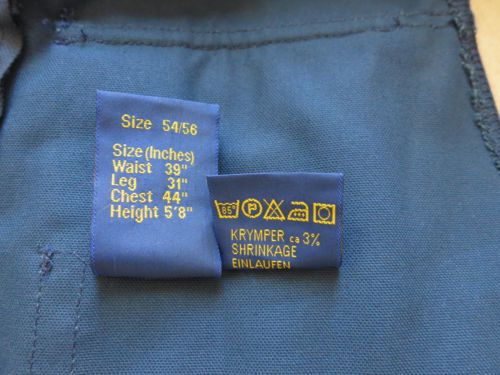 Size 54/56
Size (Inches)
Waist 39"
Leg 31"
Chest 44"
Height 5'8"
85°
P
KRYMPER ca 3%
SHRINKAGE
EINLAUFEN